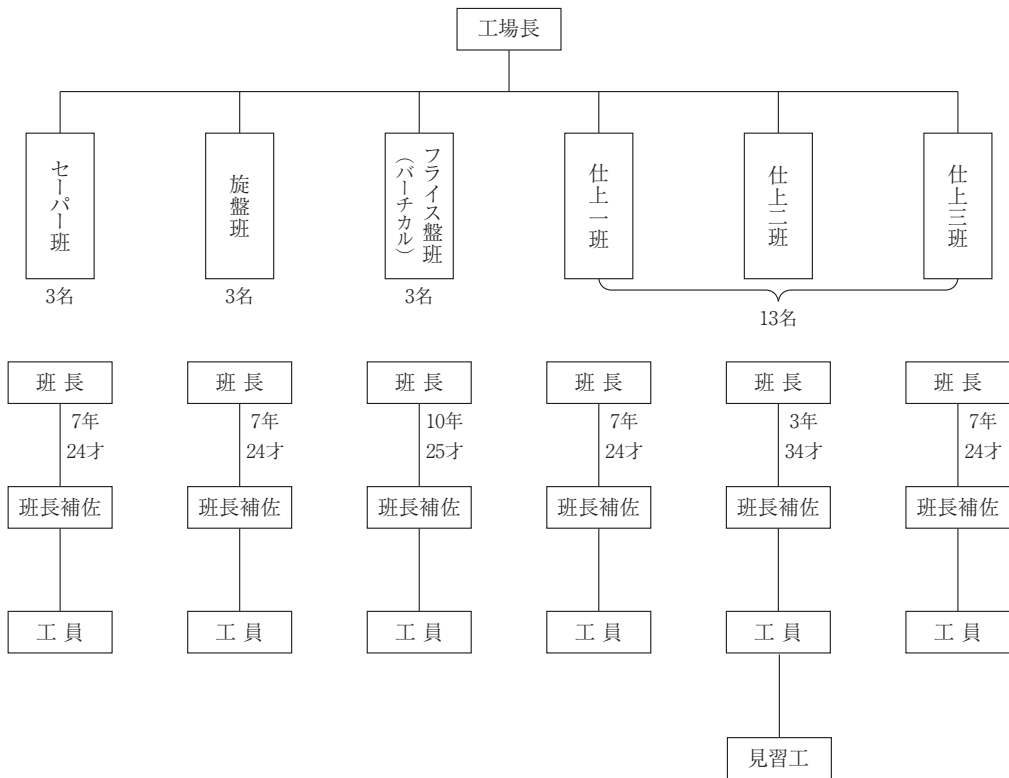 工場長
セーパー班
旋盤班
フライス盤班
（バーチカル）
仕上一班
仕上二班
仕上三班
3名
3名
3名
13名
班長
班長
班長
班長
班長
班長
7年
7年
10年
7年
3年
7年
24才
24才
25才
24才
34才
24才
班長補佐
班長補佐
班長補佐
班長補佐
班長補佐
班長補佐
工員
工員
工員
工員
工員
工員
見習工